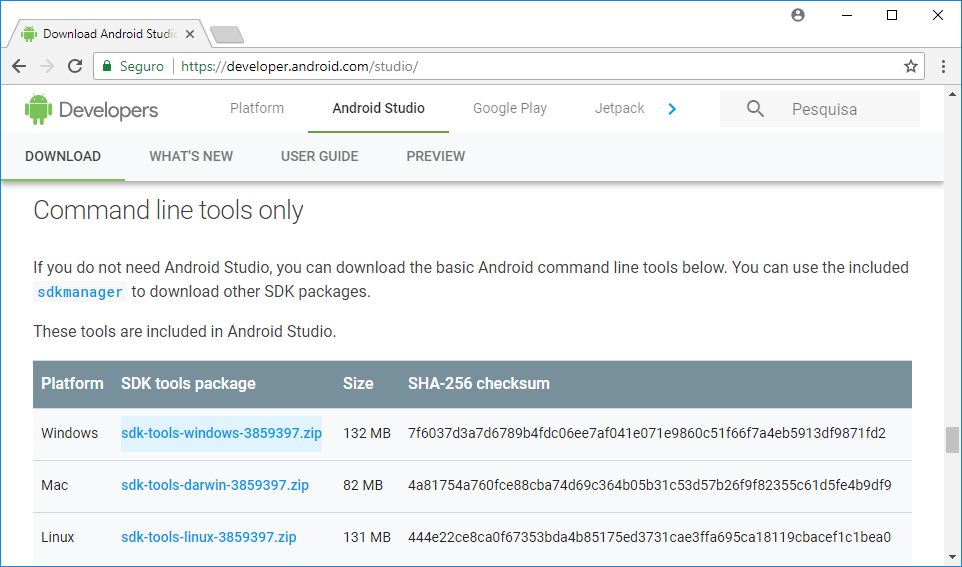 Download Android Studio
Seguro https://developer.android.com/studio/
Developers Platform Android Studio Google Play Jetpack Pesquisa
DOWNLOAD WHAT'S NEW USER GUIDE PREVIEW
Command line tools only
If you do not need Android Studio, you can download the basic Android command line tools below. You can use the included
sdkmanager to download other SDK packages.
These tools are included in Android Studio.
Platform SDK tools package Size SHA-256 checksum
Windows sdk-tools-windows-3859397.zip 132 MB 7f6037d3a7d6789b4fdc06ee7af041e071e9860c51f66f7a4eb5913df9871fd2
Mac sdk-tools-darwin-3859397.zip 82 MB 4a81754a760fce88cba74d69c364b05b31c53d57b26f9f82355c61d5fe4b9df9
Linux sdk-tools-linux-3859397.zip 131 MB 444e22ce8ca0f67353bda4b85175ed3731cae3ffa695ca18119cbacef1c1bea0